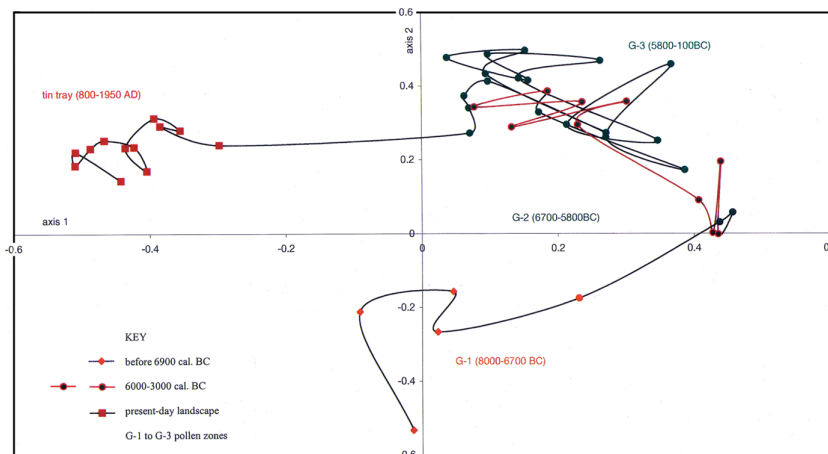 0.6
axis 2
G-3 (5800-100BC)
tin tray (800-1950 AD)
0.4
0.2
G-2 (6700-5800BC)
axis 1
0
-0.6
-0.4
-0.2
0
0.2
0.4
-0.2
KEY
G-1 (8000-6700 BC)
before 6900 cal. BC
6000-3000 cal. BC
-0.4
present-day landscape
G-1 to G-3 pollen zones